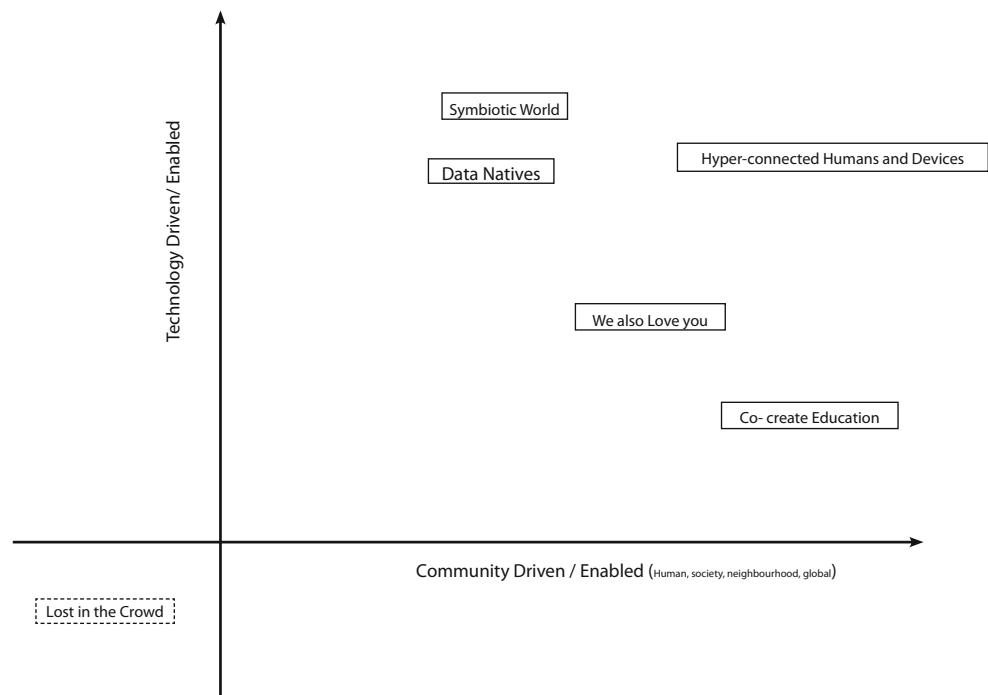 Symbiotic World
Hyper-connected Humans and Devices
Data Natives
Technology Driven/ Enabled
We also Love you
Co- create Education
Community Driven / Enabled (Human, society, neighbourhood, global)
Lost in the Crowd